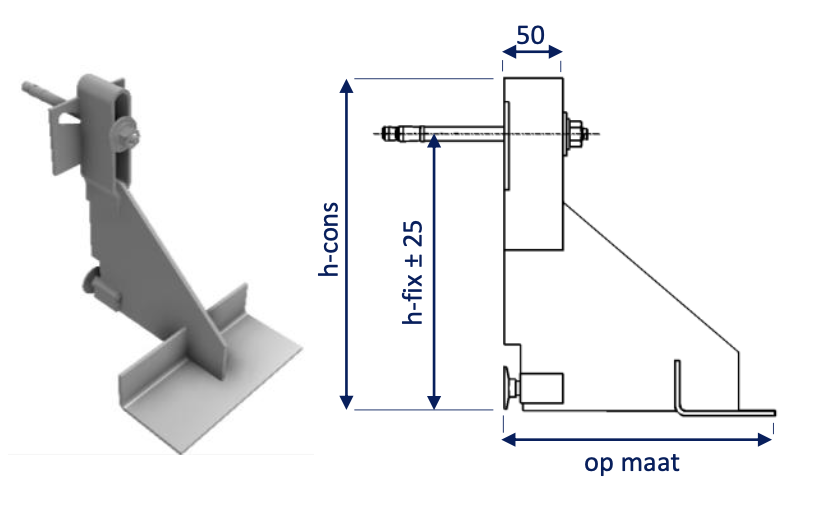 50
h-cons
h-fix ± 25
op maat